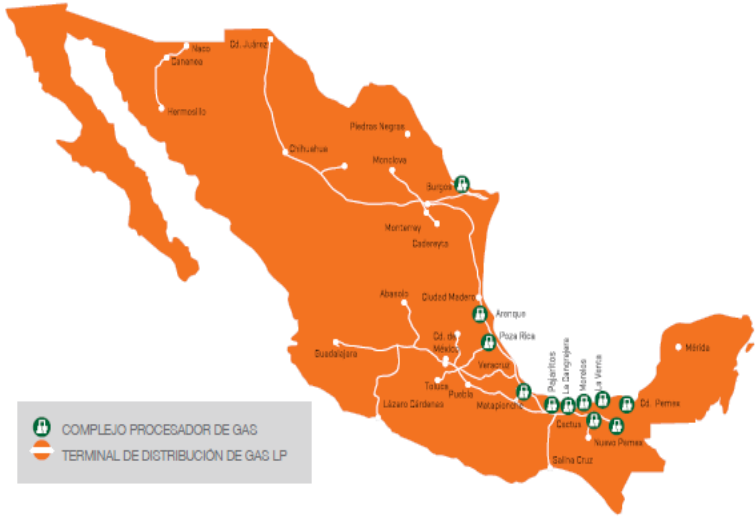 Naco
Cd. Juárez
Cananea
Hermosillo
Piedras Negras
Chihuahua
Monclova
Burgos
Monterrey
Cadereyta
Abasolo
Ciudad Madero
Arenque
Cd. de
México
Poza Rica
Guadalajara
Veracruz
Toluca
Puebla
Lázaro Cárdenas
Matapionche
Pajaritos
La Cangrejera
Morelos
La Venta
Mérida
Cd. Pemex
Cactus
Nuevo Pemex
Salina Cruz
COMPLEJO PROCESADOR DE GAS
TERMINAL DE DISTRIBUCIÓN DE GAS LP